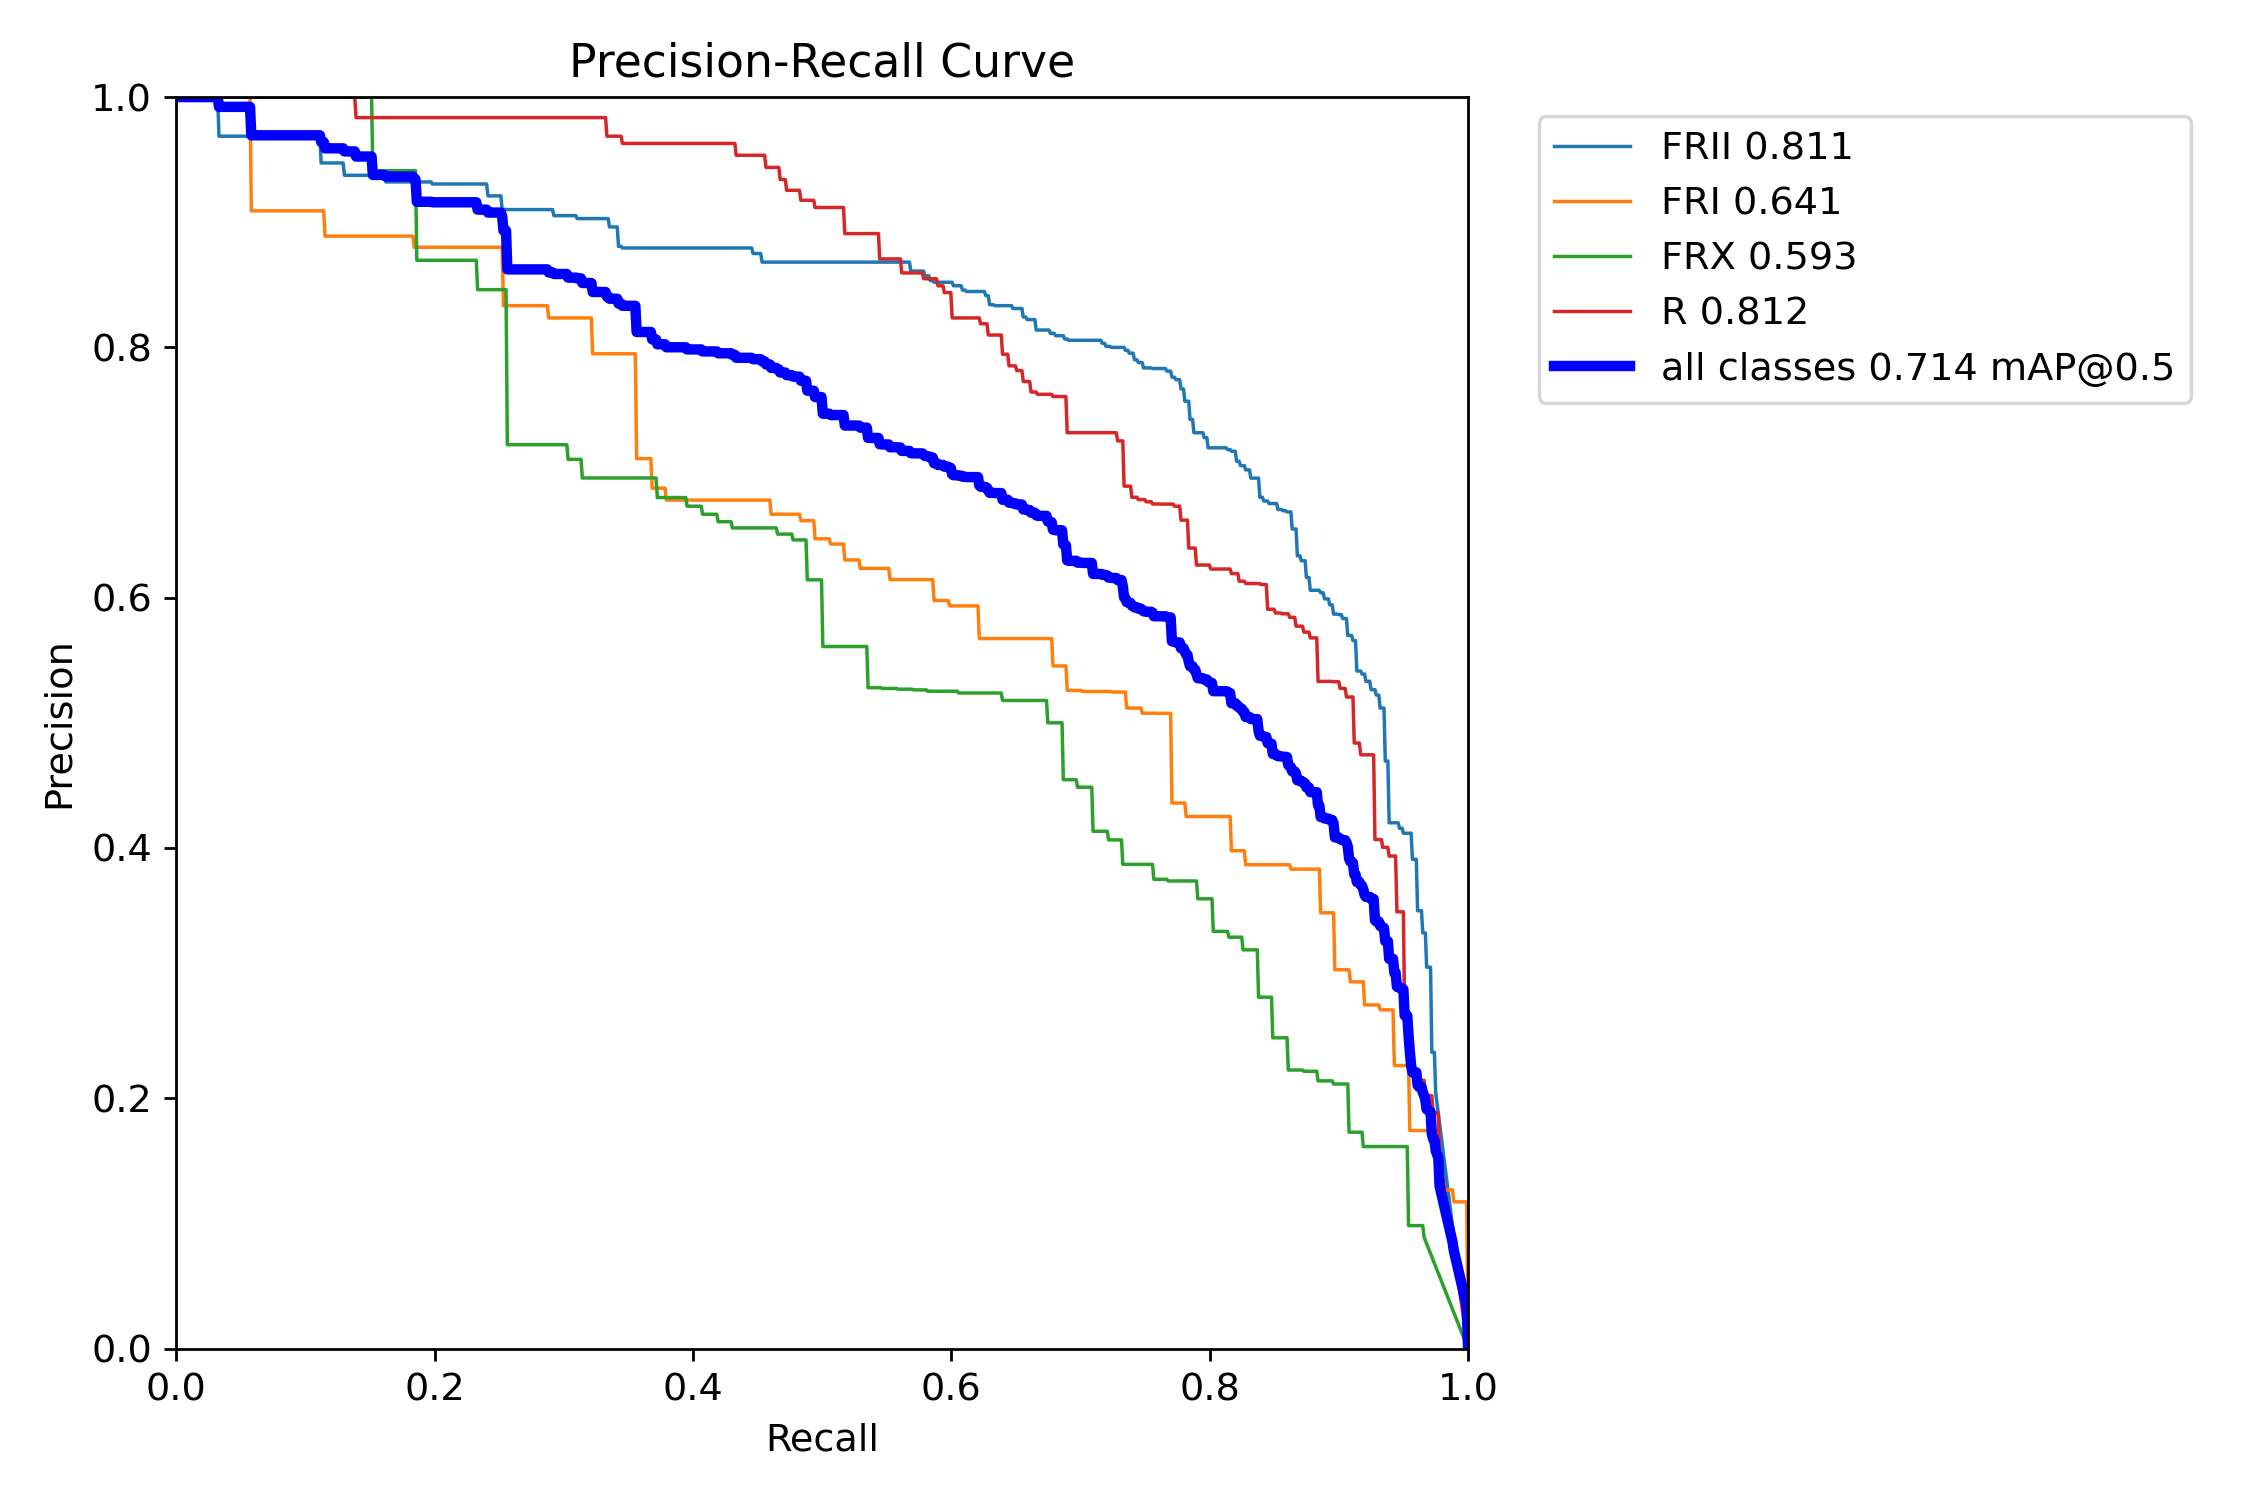 Precision-Recall Curve
1.0
0.8
0.6
0.4
0.2
0.0
Precision
0.0 0.2 0.4 0.6 0.8 1.0
Recall
FRII 0.811
FRI 0.641
FRX 0.593
R 0.812
all classes 0.714 mAP@0.5